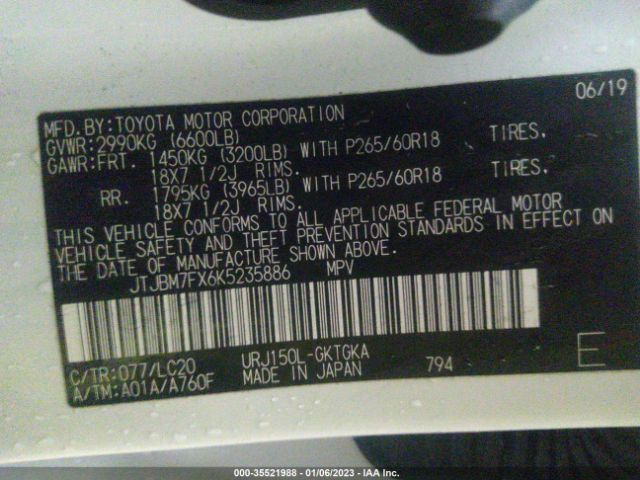 06/19
MFD.BY:TOYOTA MOTOR CORPORATION
GVWR:2990KG (6600LB)
GAWR:FRT. 1450KG (3200LB) WITH P265/60R18 TIRES,
18X7 1/2J RIMS.
RR. 1795KG (3965LB) WITH P265/60R18 TIRES,
18X7 1/2J RIMS.
THIS VEHICLE CONFORMS TO ALL APPLICABLE FEDERAL MOTOR
VEHICLE SAFETY AND THEFT PREVENTION STANDARDS IN EFFECT ON
THE DATE OF MANUFACTURE SHOWN ABOVE.
JTJBM7FX6K5235886 MPV
C/TR:077/LC20 URJ150L-GKTGKA 794 E
A/TM:A01A/A760F MADE IN JAPAN
000-35521988 - 01/06/2023 - IAA Inc.